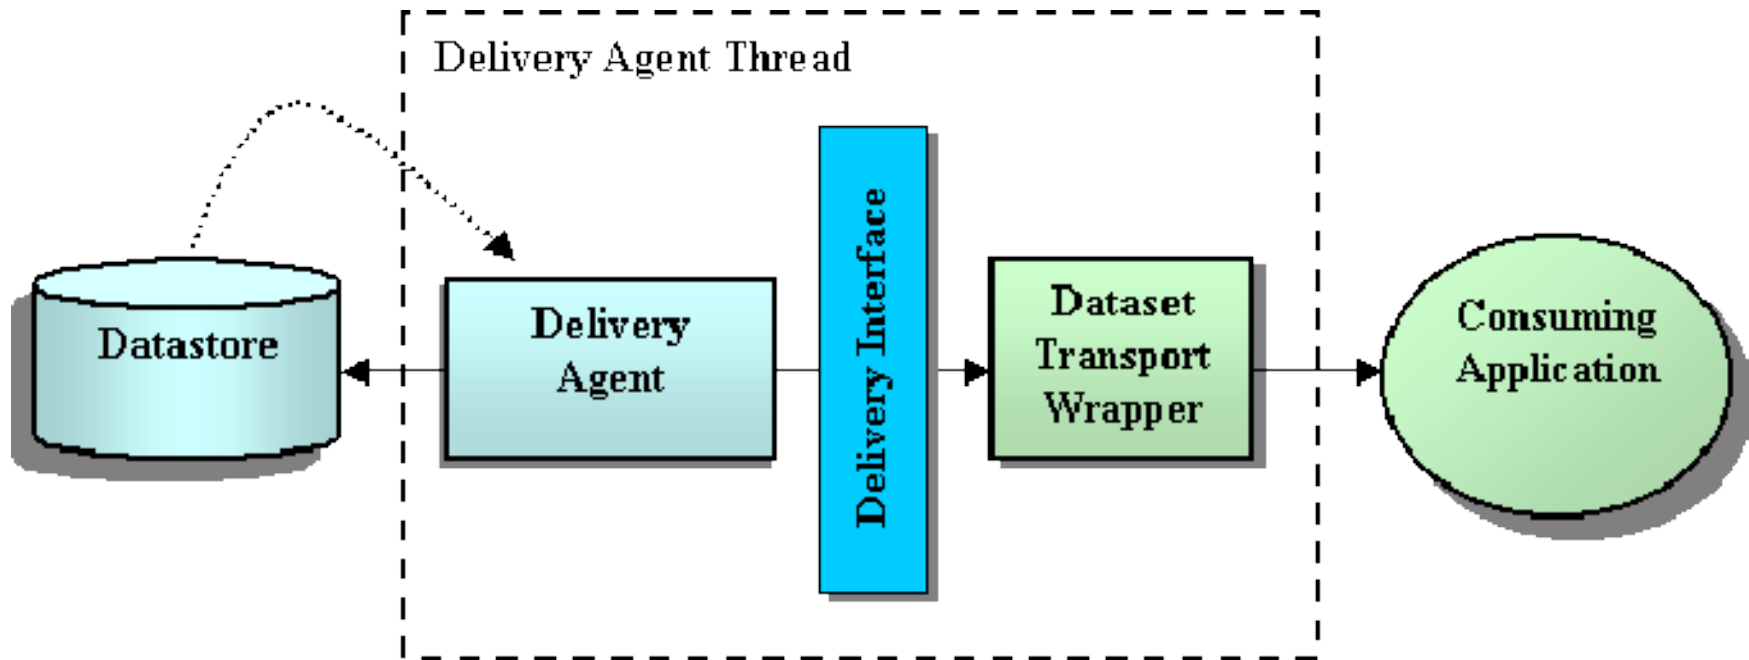 Delivery Agent Thread
Datastore
Delivery
Agent
Delivery Interface
Dataset
Transport
Wrapper
Consuming
Application